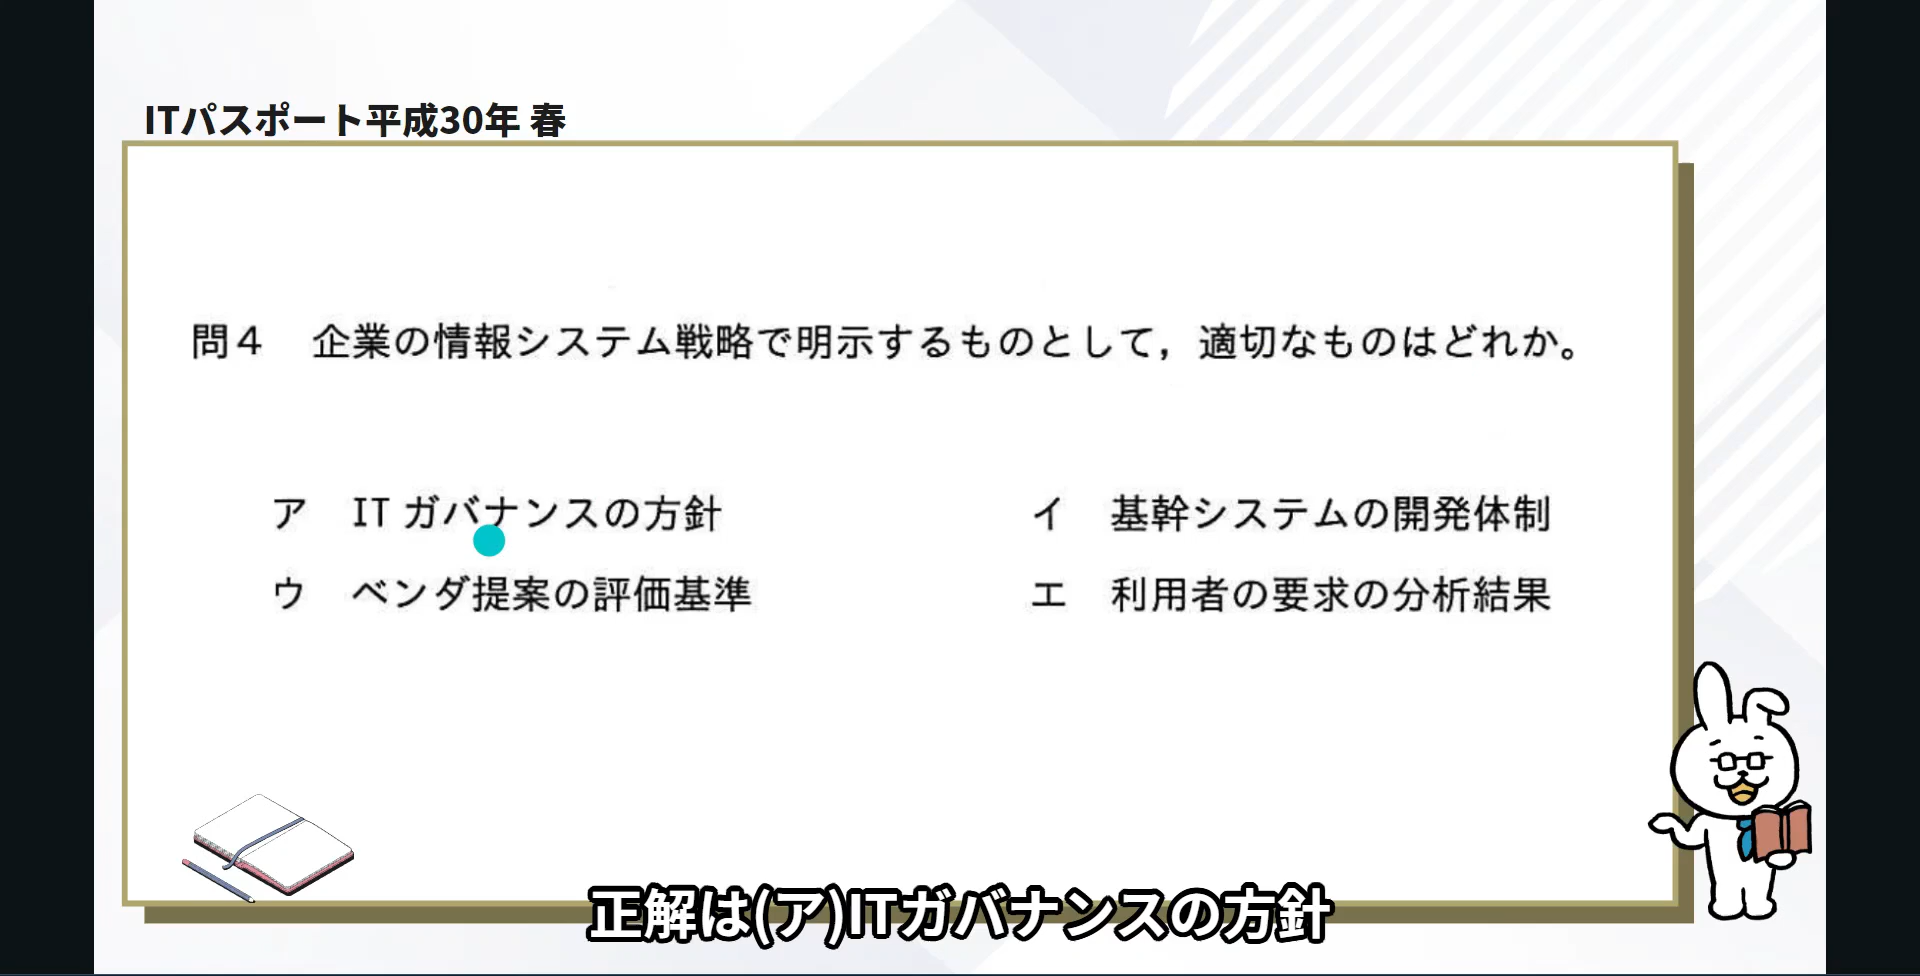 ITパスポート平成30年 春
問4 企業の情報システム戦略で明示するものとして，適切なものはどれか。
ア IT ガバナンスの方針
イ 基幹システムの開発体制
ウ ベンダ提案の評価基準
エ 利用者の要求の分析結果
正解は(ア)ITガバナンスの方針